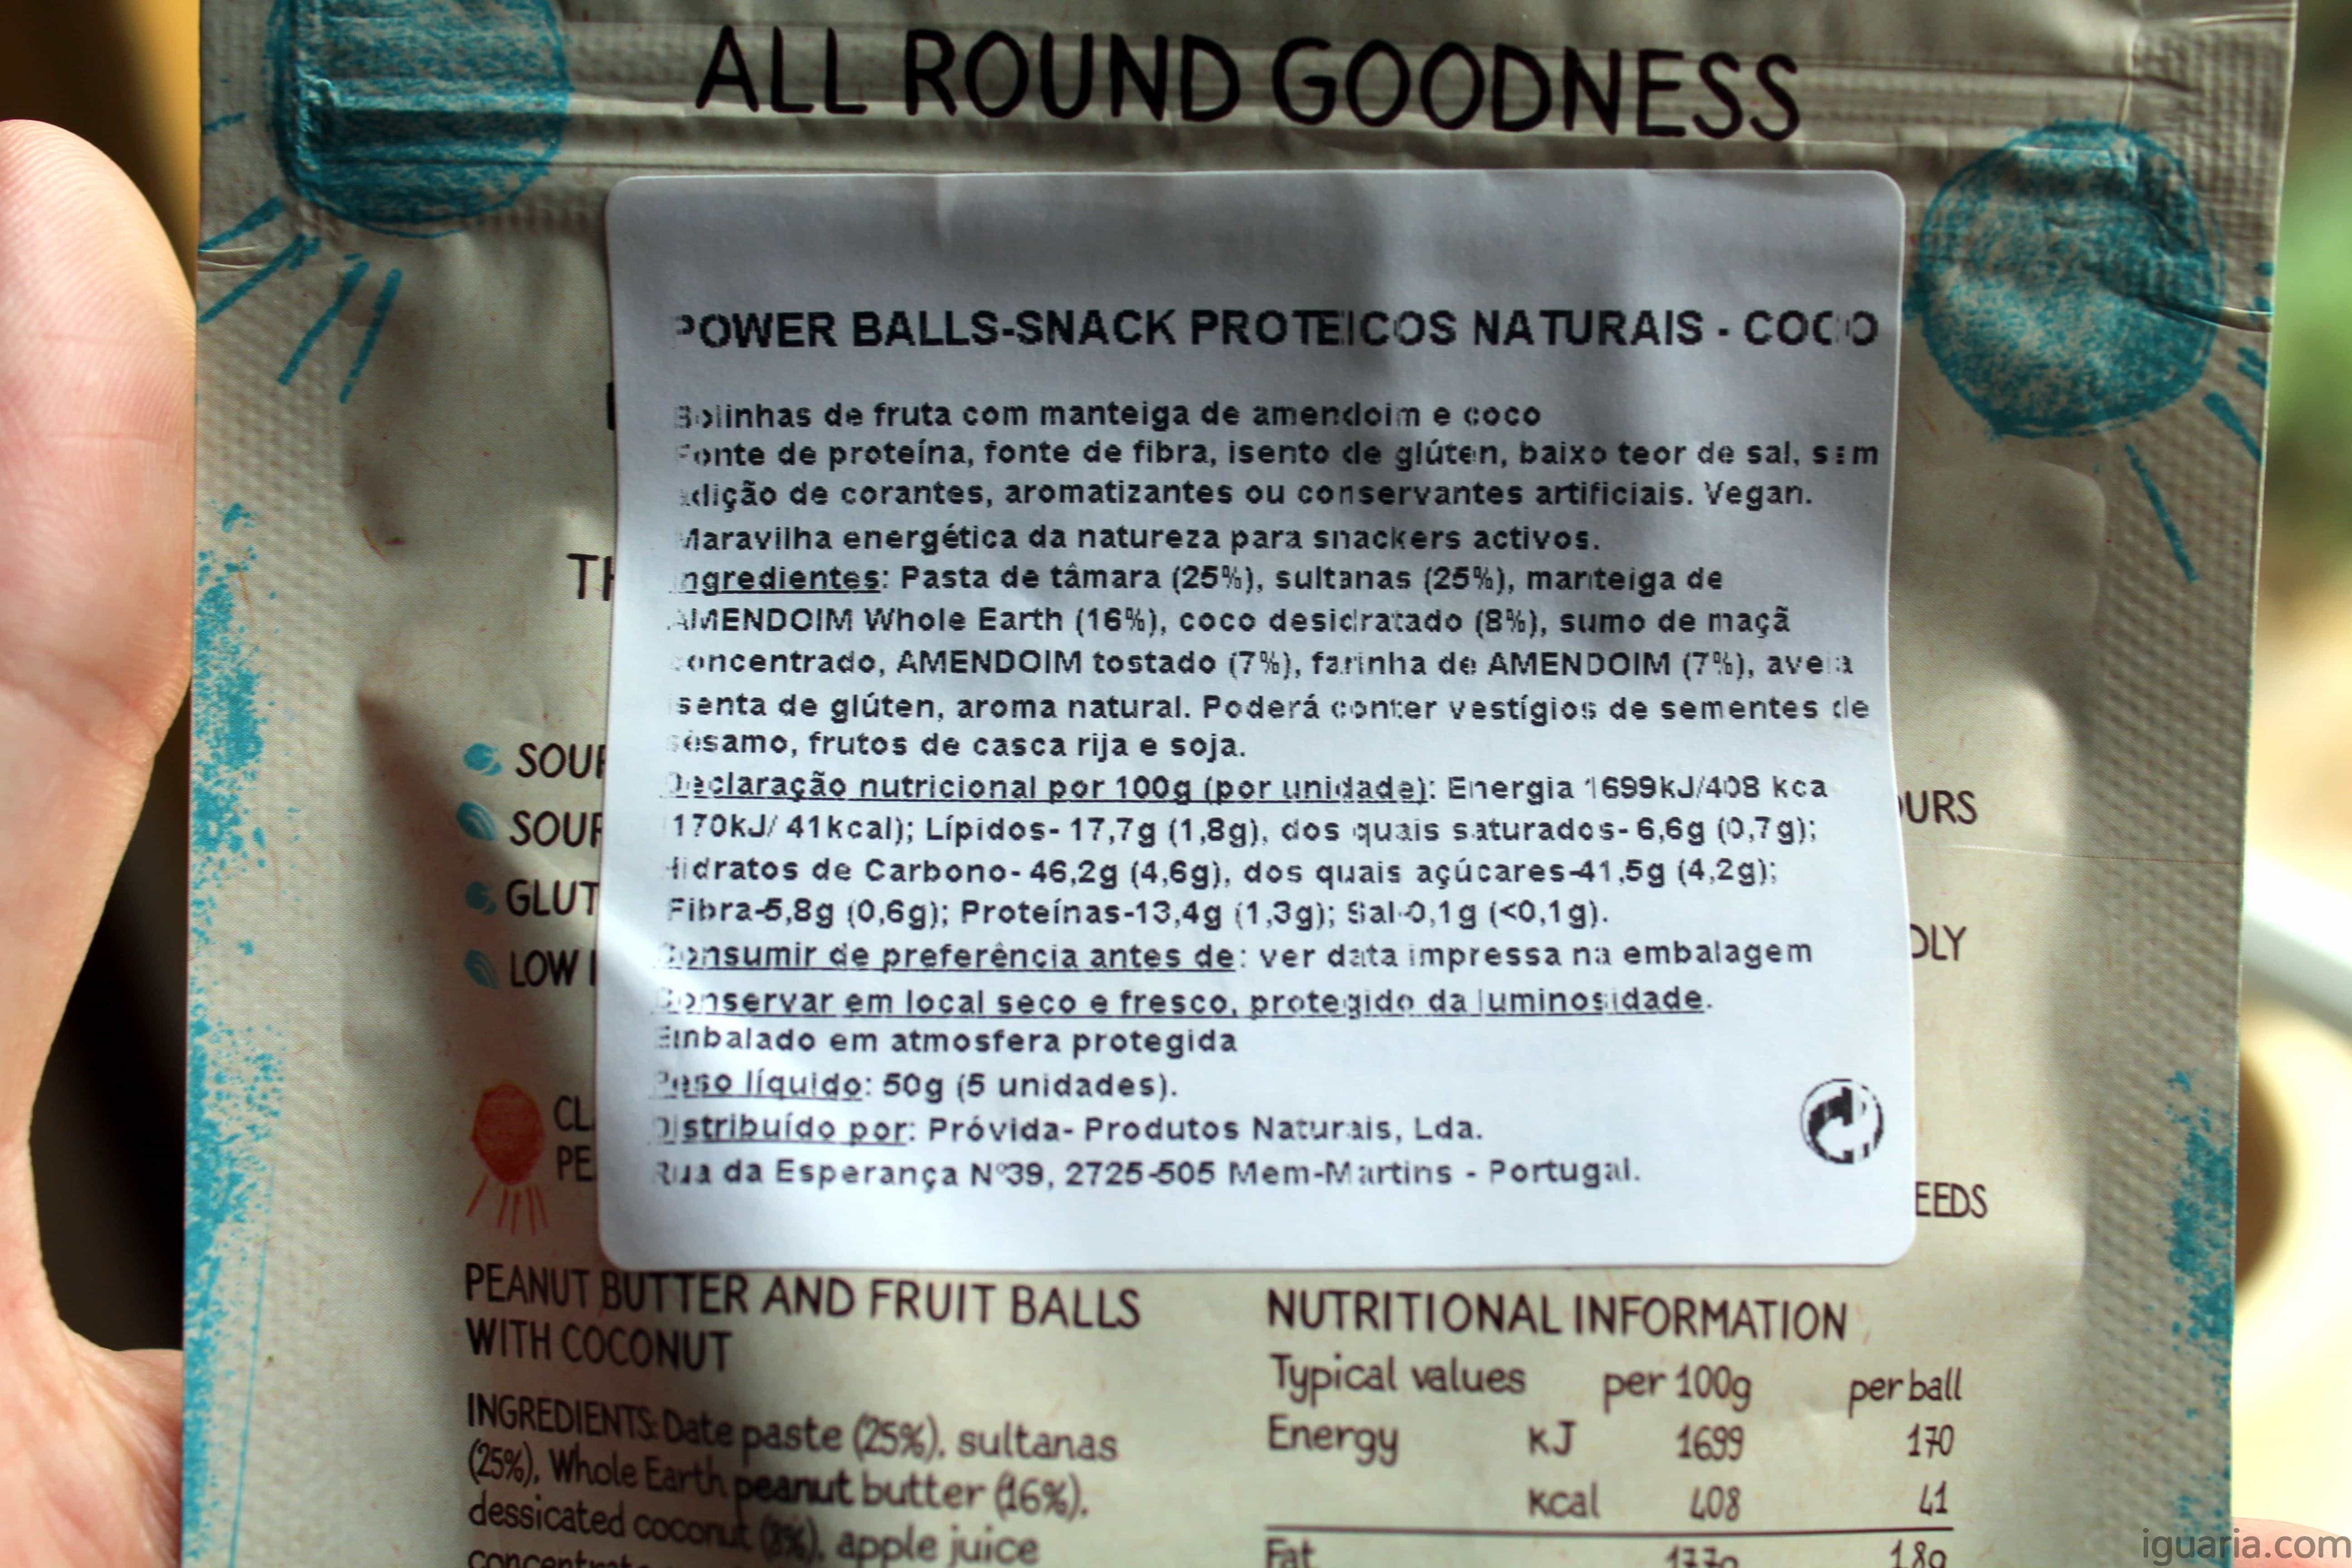 ALL ROUND GOODNESS
POWER BALLS-SNACK PROTEICOS NATURAIS - COCO
Bolinhas de fruta com manteiga de amendoim e coco
Fonte de proteína, fonte de fibra, isento de glúten, baixo teor de sal, sem
adição de corantes, aromatizantes ou conservantes artificiais. Vegan.
Maravilha energética da natureza para snackers activos.
Ingredientes: Pasta de tâmara (25%), sultanas (25%), manteiga de
AMENDOIM Whole Earth (16%), coco desidratado (8%), sumo de maçã
concentrado, AMENDOIM tostado (7%), farinha de AMENDOIM (7%), aveia
isenta de glúten, aroma natural. Poderá conter vestígios de sementes de
sésamo, frutos de casca rija e soja.
Declaração nutricional por 100g (por unidade): Energia 1699kJ/408 kca
170kJ/ 41kcal); Lípidos- 17,7g (1,8g), dos quais saturados- 6,6g (0,7g);
Hidratos de Carbono- 46,2g (4,6g), dos quais açúcares-41,5g (4,2g);
Fibra-5,8g (0,6g); Proteínas-13,4g (1,3g); Sal-0,1g (<0,1g).
Consumir de preferência antes de: ver data impressa na embalagem
Conservar em local seco e fresco, protegido da luminosidade.
Embalado em atmosfera protegida
Peso líquido: 50g (5 unidades).
Distribuído por: Próvida- Produtos Naturais, Lda.
Rua da Esperança Nº39, 2725-505 Mem-Martins - Portugal.
TH
SOUR
SOUR
GLUT
LOW
CL
PE
OURS
DLY
EEDS
PEANUT BUTTER AND FRUIT BALLS
WITH COCONUT
INGREDIENTS: Date paste (25%), sultanas
(25%), Whole Earth peanut butter (16%),
dessicated coconut (8%), apple juice
NUTRITIONAL INFORMATION
Typical values per 100g per ball
Energy kJ 1699 170
kcal 408 41
Fat 17.7g 1.8g
iguaria.com